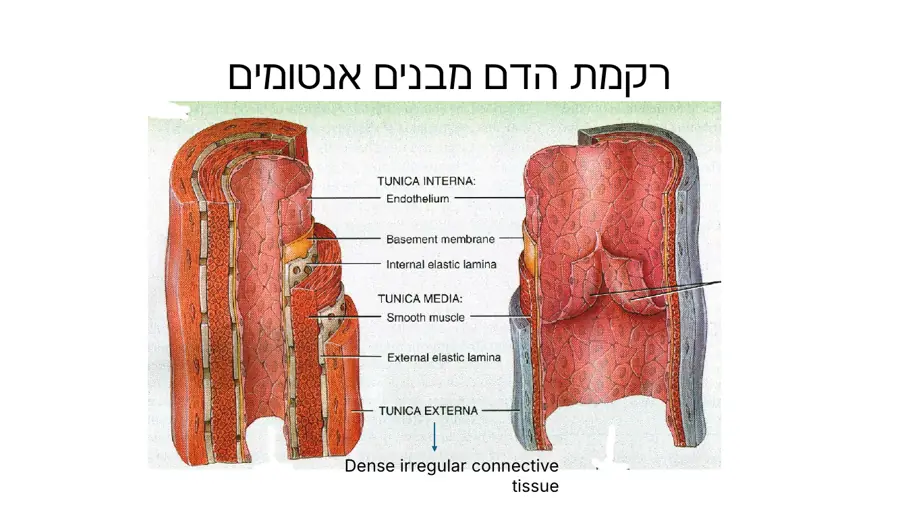 רקמת הדם מבנים אנטומים
TUNICA INTERNA:
Endothelium
Basement membrane
Internal elastic lamina
TUNICA MEDIA:
Smooth muscle
External elastic lamina
TUNICA EXTERNA
Dense irregular connective
tissue